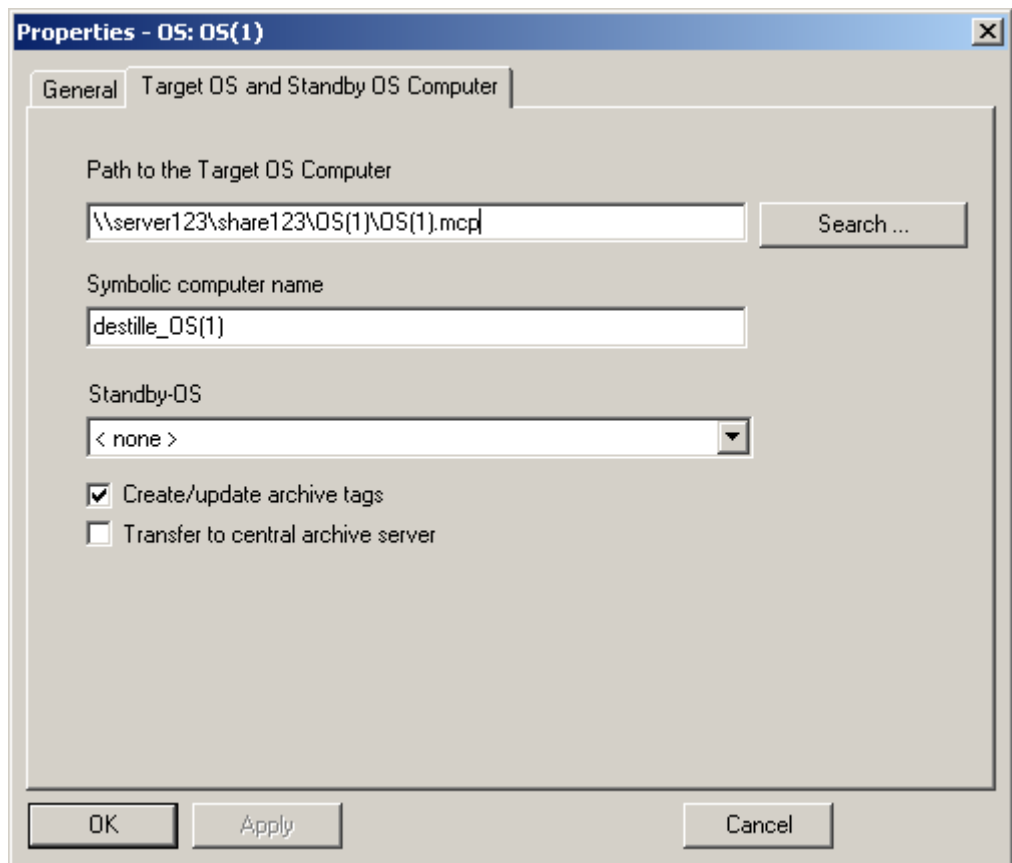 Properties - OS: OS(1)
General
Target OS and Standby OS Computer
Path to the Target OS Computer
\\server123\share123\OS(1)\OS(1).mcp
Search ...
Symbolic computer name
destille_OS(1)
Standby-OS
< none >
Create/update archive tags
Transfer to central archive server
OK
Apply
Cancel